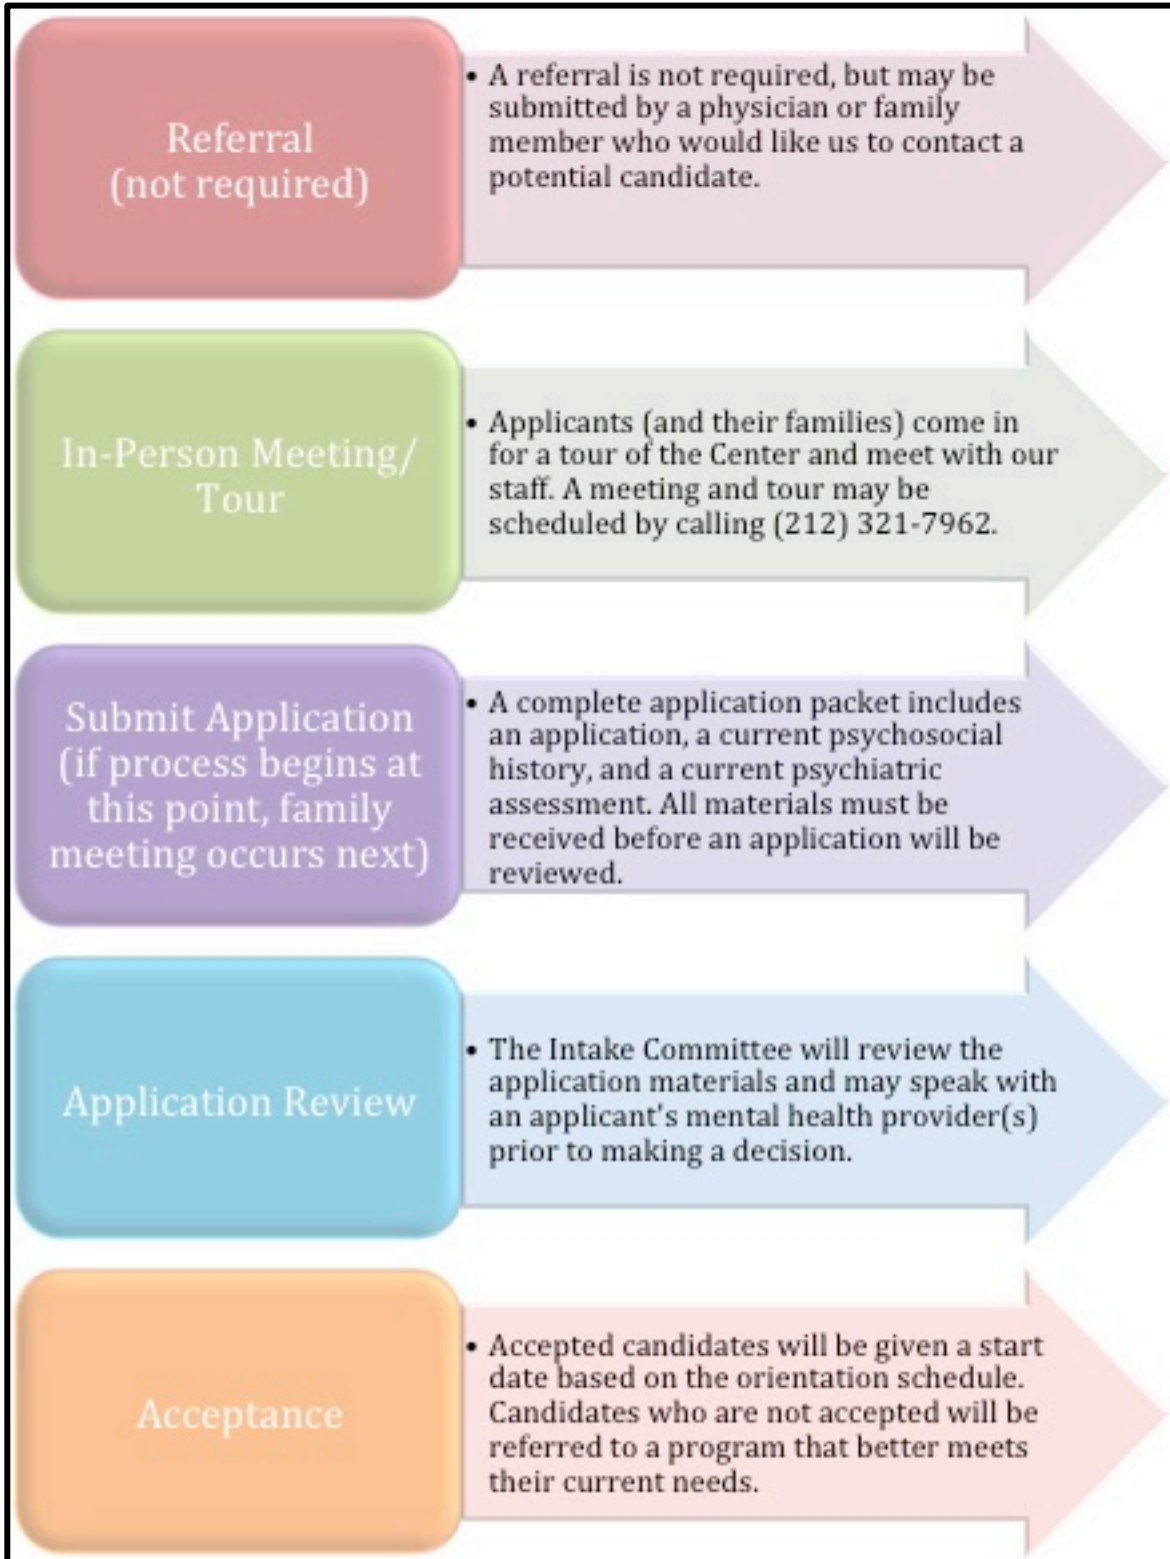 Referral
(not required)
• A referral is not required, but may be
submitted by a physician or family
member who would like us to contact a
potential candidate.
In-Person Meeting/
Tour
• Applicants (and their families) come in
for a tour of the Center and meet with our
staff. A meeting and tour may be
scheduled by calling (212) 321-7962.
Submit Application
(if process begins at
this point, family
meeting occurs next)
• A complete application packet includes
an application, a current psychosocial
history, and a current psychiatric
assessment. All materials must be
received before an application will be
reviewed.
Application Review
• The Intake Committee will review the
application materials and may speak with
an applicant's mental health provider(s)
prior to making a decision.
Acceptance
• Accepted candidates will be given a start
date based on the orientation schedule.
Candidates who are not accepted will be
referred to a program that better meets
their current needs.